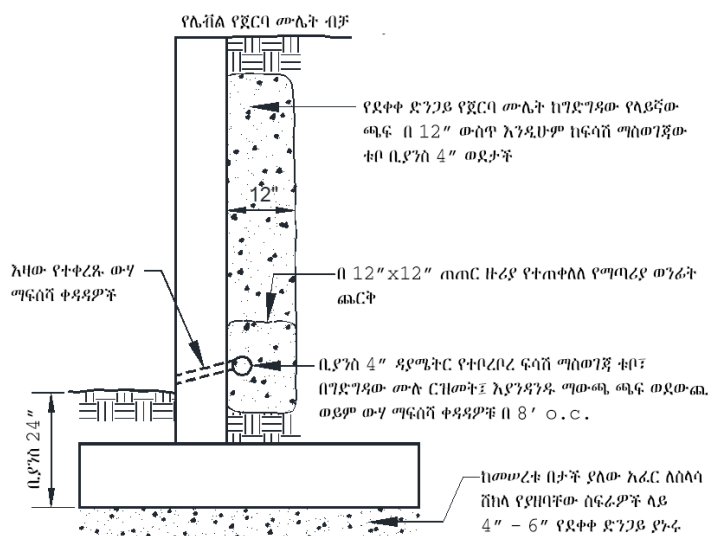 የሌቭል የጀርባ ሙሌት ብቻ
የደቀቀ ድንጋይ የጀርባ ሙሌት ከግድግዳው የላይኛው
ጫፍ በ 12" ውስጥ እንዲሁም ከፍሳሽ ማስወገጃው
ቱቦ ቢያንስ 4" ወደታች
12"
እዛው የተቀረጹ ውሃ
ማፍሰሻ ቀዳዳዎች
በ 12"x12" ጠጠር ዙሪያ የተጠቀለለ የማጣሪያ ወንፊት
ጨርቅ
ቢያንስ 4" ዳያሜትር የተቦረቦረ ፍሳሽ ማስወገጃ ቱቦ፣
በግድግዳው ሙሉ ርዝመት፤ እያንዳንዱ ማውጫ ጫፍ ወደውጪ
ወይም ውሃ ማፍሰሻ ቀዳዳዎቹ በ 8' o.c.
ቢያንስ 24"
ከመሠረቱ በታች ያለው አፈር ለስላሳ
ሸክላ የያዘባቸው ስፍራዎች ላይ
4" - 6" የደቀቀ ድንጋይ ያኑሩ